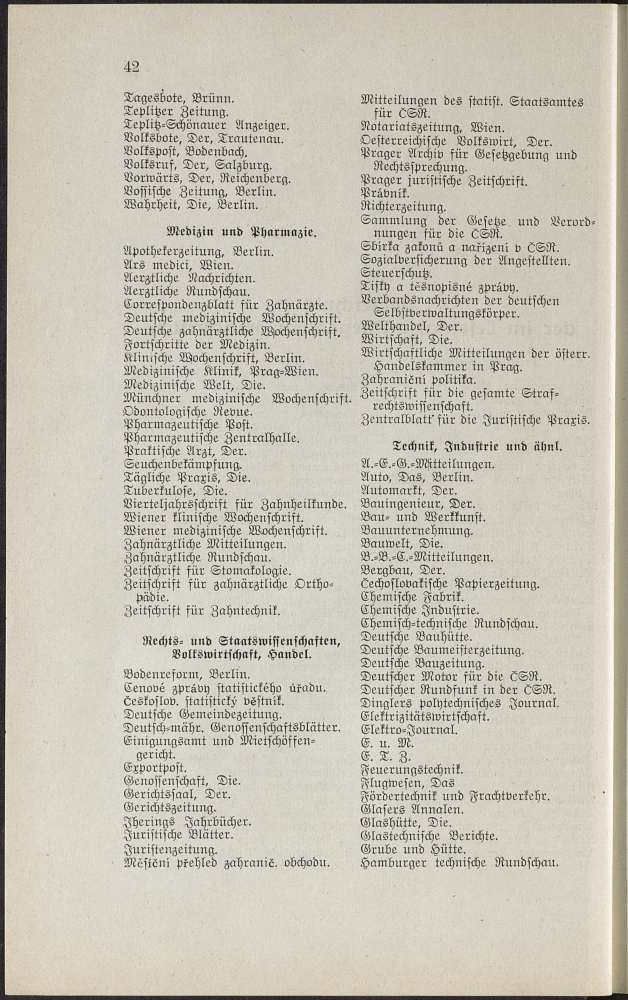 42
Tagesbote, Brünn.
Teplitzer Zeitung.
Teplitz-Schönauer Anzeiger.
Volksbote, Der, Trautenau.
Volkspost, Bodenbach.
Volksruf, Der, Salzburg.
Vorwärts, Der, Reichenberg.
Vossische Zeitung, Berlin.
Wahrheit, Die, Berlin.
Medizin und Pharmazie.
Apothekerzeitung, Berlin.
Ars medici, Wien.
Aerztliche Nachrichten.
Aerztliche Rundschau.
Correspondenzblatt für Zahnärzte.
Deutsche medizinische Wochenschrift.
Deutsche zahnärztliche Wochenschrift.
Fortschritte der Medizin.
Klinische Wochenschrift, Berlin.
Medizinische Klinik, Prag-Wien.
Medizinische Welt, Die.
Münchner medizinische Wochenschrift.
Odontologische Revue.
Pharmazeutische Post.
Pharmazeutische Zentralhalle.
Praktische Arzt, Der.
Seuchenbekämpfung.
Tägliche Praxis, Die.
Tuberkulose, Die.
Vierteljahrsschrift für Zahnheilkunde.
Wiener klinische Wochenschrift.
Wiener medizinische Wochenschrift.
Zahnärztliche Mitteilungen.
Zahnärztliche Rundschau.
Zeitschrift für Stomakologie.
Zeitschrift für zahnärztliche Ortho-
pädie.
Zeitschrift für Zahntechnik.
Rechts- und Staatswissenschaften,
Volkswirtschaft, Handel.
Bodenreform, Berlin.
Cenové zprávy statistického úřadu.
Českoslov. statistický věstník.
Deutsche Gemeindezeitung.
Deutsch-mähr. Genossenschaftsblätter.
Einigungsamt und Mietschöffen-
gericht.
Exportpost.
Genossenschaft, Die.
Gerichtssaal, Der.
Gerichtszeitung.
Iherings Jahrbücher.
Juristische Blätter.
Juristenzeitung.
Měsíční přehled zahranič. obchodu.
Mitteilungen des statist. Staatsamtes
für ČSR.
Notariatszeitung, Wien.
Oesterreichische Volkswirt, Der.
Prager Archiv für Gesetzgebung und
Rechtssprechung.
Prager juristische Zeitschrift.
Právník.
Richterzeitung.
Sammlung der Gesetze und Verord-
nungen für die ČSR.
Sbírka zakonů a nařízení v ČSR.
Sozialversicherung der Angestellten.
Steuerschutz.
Tisky a těsnopisné zprávy.
Verbandsnachrichten der deutschen
Selbstverwaltungskörper.
Welthandel, Der.
Wirtschaft, Die.
Wirtschaftliche Mitteilungen der österr.
Handelskammer in Prag.
Zahraniční politika.
Zeitschrift für die gesamte Straf-
rechtswissenschaft.
Zentralblatt für die Juristische Praxis.
Technik, Industrie und ähnl.
A.-E.-G.-Mitteilungen.
Auto, Das, Berlin.
Automarkt, Der.
Bauingenieur, Der.
Bau- und Werkkunst.
Bauunternehmung.
Bauwelt, Die.
B.-B.-C.-Mitteilungen.
Bergbau, Der.
Čechoslovakische Papierzeitung.
Chemische Fabrik.
Chemische Industrie.
Chemisch-technische Rundschau.
Deutsche Bauhütte.
Deutsche Baumeisterzeitung.
Deutsche Bauzeitung.
Deutscher Motor für die ČSR.
Deutscher Rundfunk in der ČSR.
Dinglers polytechnisches Journal.
Elektrizitätswirtschaft.
Elektro-Journal.
E. u. M.
E. T. Z.
Feuerungstechnik.
Flugwesen, Das
Fördertechnik und Frachtverkehr.
Glasers Annalen.
Glashütte, Die.
Glastechnische Berichte.
Grube und Hütte.
Hamburger technische Rundschau.